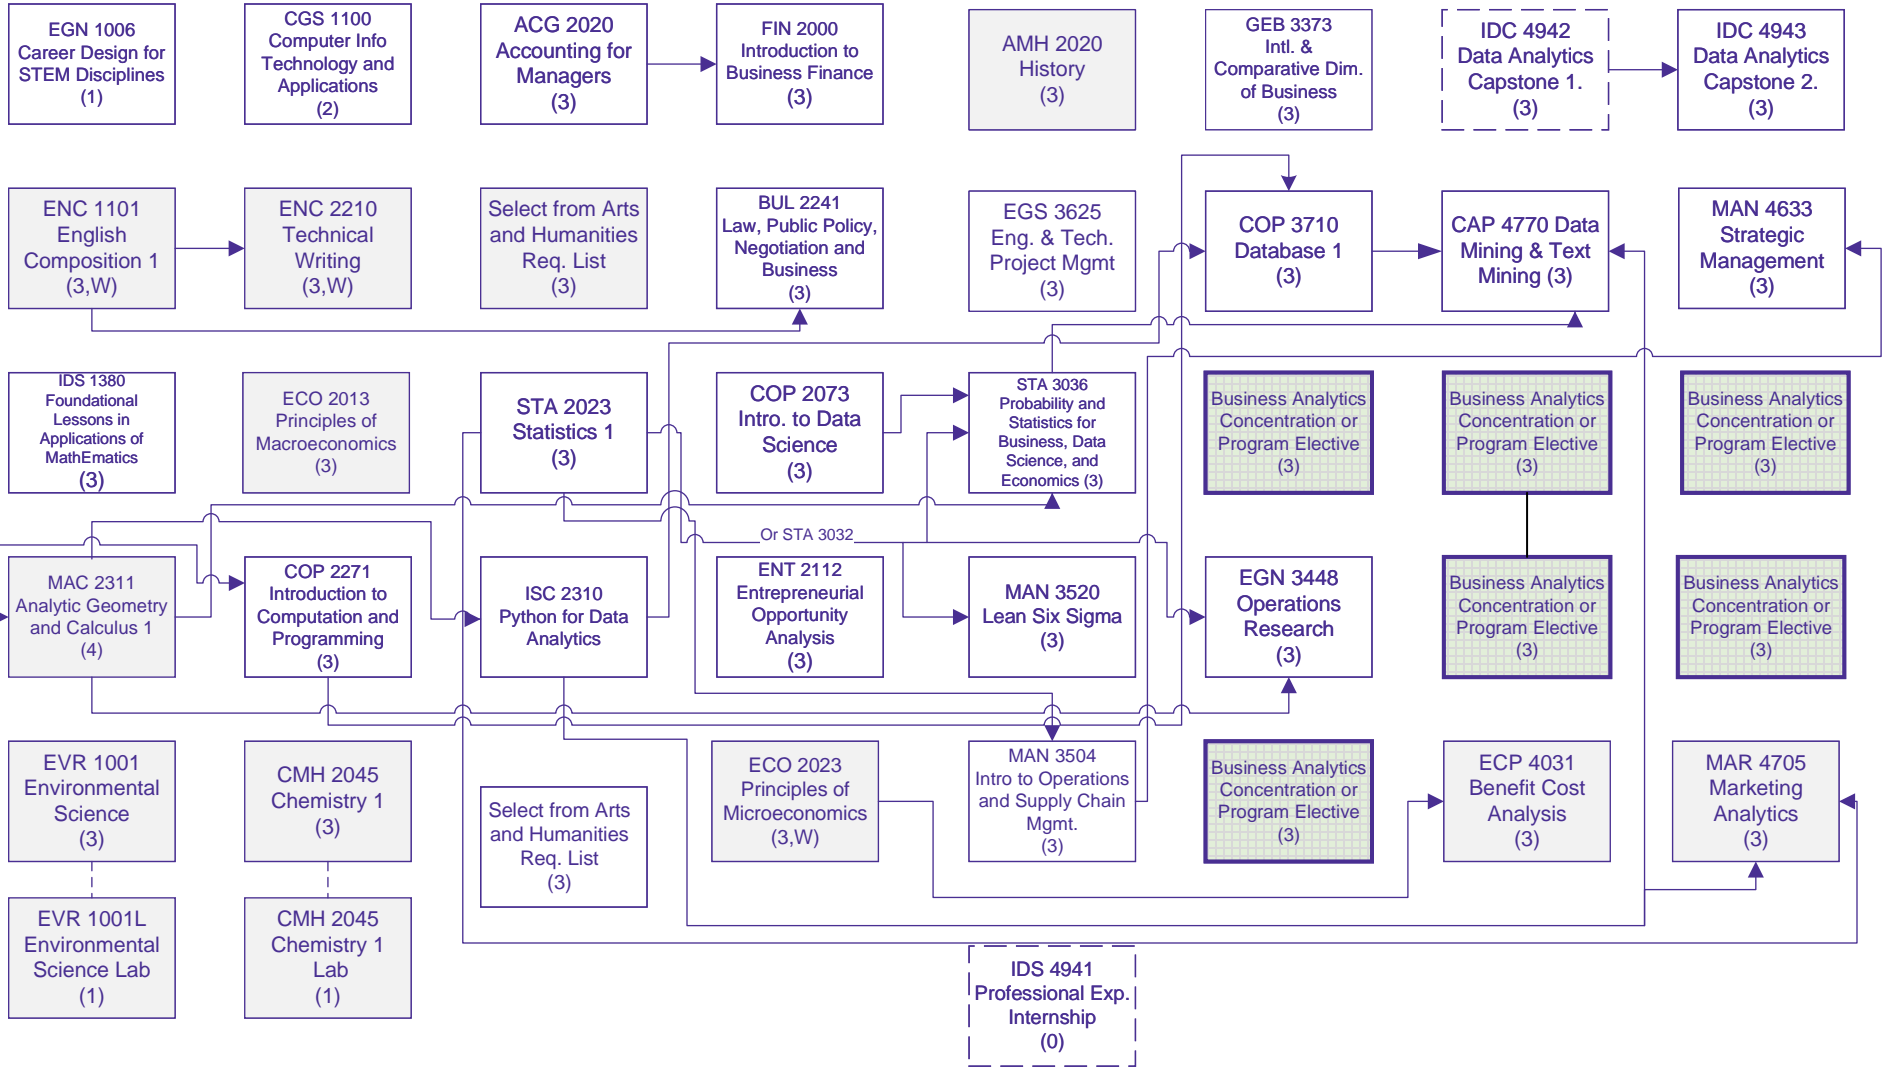 EGN 1006
Career Design for
STEM Disciplines
(1)
CGS 1100
Computer Info
Technology and
Applications
(2)
ACG 2020
Accounting for
Managers
(3)
FIN 2000
Introduction to
Business Finance
(3)
AMH 2020
History
(3)
GEB 3373
Intl. &
Comparative Dim.
of Business
(3)
IDC 4942
Data Analytics
Capstone 1.
(3)
IDC 4943
Data Analytics
Capstone 2.
(3)
ENC 1101
English
Composition 1
(3,W)
ENC 2210
Technical
Writing
(3,W)
Select from Arts
and Humanities
Req. List
(3)
BUL 2241
Law, Public Policy,
Negotiation and
Business
(3)
EGS 3625
Eng. & Tech.
Project Mgmt
(3)
COP 3710
Database 1
(3)
CAP 4770 Data
Mining & Text
Mining (3)
MAN 4633
Strategic
Management
(3)
IDS 1380
Foundational
Lessons in
Applications of
MathEmatics
(3)
ECO 2013
Principles of
Macroeconomics
(3)
STA 2023
Statistics 1
(3)
COP 2073
Intro. to Data
Science
(3)
STA 3036
Probability and
Statistics for
Business, Data
Science, and
Economics (3)
Business Analytics
Concentration or
Program Elective
(3)
Business Analytics
Concentration or
Program Elective
(3)
Business Analytics
Concentration or
Program Elective
(3)
Or STA 3032
MAC 2311
Analytic Geometry
and Calculus 1
(4)
COP 2271
Introduction to
Computation and
Programming
(3)
ISC 2310
Python for Data
Analytics
ENT 2112
Entrepreneurial
Opportunity
Analysis
(3)
MAN 3520
Lean Six Sigma
(3)
EGN 3448
Operations
Research
(3)
Business Analytics
Concentration or
Program Elective
(3)
Business Analytics
Concentration or
Program Elective
(3)
EVR 1001
Environmental
Science
(3)
CMH 2045
Chemistry 1
(3)
Select from Arts
and Humanities
Req. List
(3)
ECO 2023
Principles of
Microeconomics
(3,W)
MAN 3504
Intro to Operations
and Supply Chain
Mgmt.
(3)
Business Analytics
Concentration or
Program Elective
(3)
ECP 4031
Benefit Cost
Analysis
(3)
MAR 4705
Marketing
Analytics
(3)
EVR 1001L
Environmental
Science Lab
(1)
CMH 2045
Chemistry 1
Lab
(1)
IDS 4941
Professional Exp.
Internship
(0)